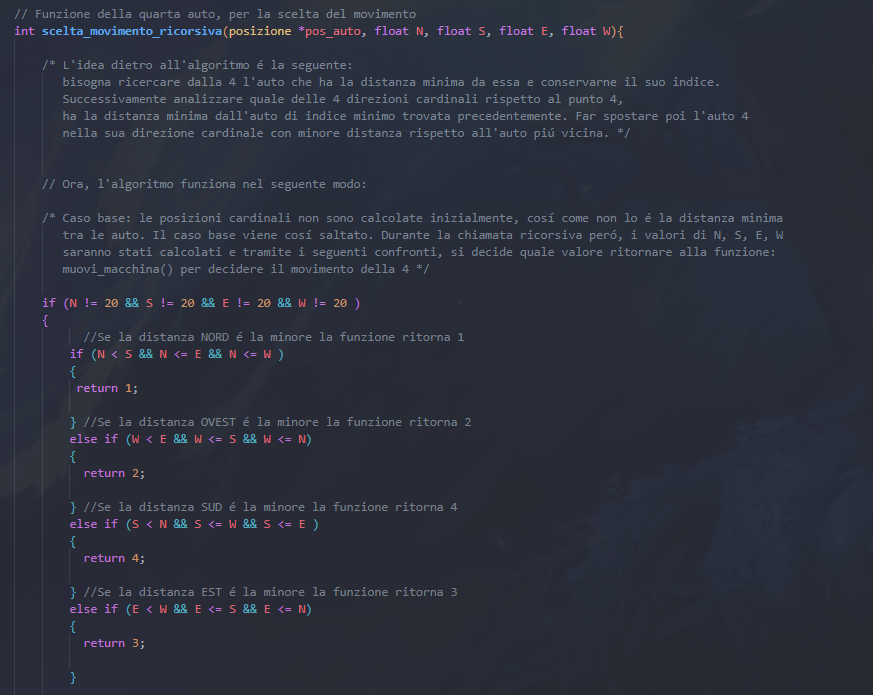 // Funzione della quarta auto, per la scelta del movimento
int scelta_movimento_ricorsiva(posizione *pos_auto, float N, float S, float E, float W){
/* L'idea dietro all'algoritmo é la seguente:
bisogna ricercare dalla 4 l'auto che ha la distanza minima da essa e conservarne il suo indice.
Successivamente analizzare quale delle 4 direzioni cardinali rispetto al punto 4,
ha la distanza minima dall'auto di indice minimo trovata precedentemente. Far spostare poi l'auto 4
nella sua direzione cardinale con minore distanza rispetto all'auto piú vicina. */
// Ora, l'algoritmo funziona nel seguente modo:
/* Caso base: le posizioni cardinali non sono calcolate inizialmente, cosí come non lo é la distanza minima
tra le auto. Il caso base viene cosí saltato. Durante la chiamata ricorsiva peró, i valori di N, S, E, W
saranno stati calcolati e tramite i seguenti confronti, si decide quale valore ritornare alla funzione:
muovi_macchina() per decidere il movimento della 4 */
if (N != 20 && S != 20 && E != 20 && W != 20 )
{
//Se la distanza NORD é la minore la funzione ritorna 1
if (N < S && N <= E && N <= W )
{
return 1;
} //Se la distanza OVEST é la minore la funzione ritorna 2
else if (W < E && W <= S && W <= N)
{
return 2;
} //Se la distanza SUD é la minore la funzione ritorna 4
else if (S < N && S <= W && S <= E )
{
return 4;
} //Se la distanza EST é la minore la funzione ritorna 3
else if (E < W && E <= S && E <= N)
{
return 3;
}